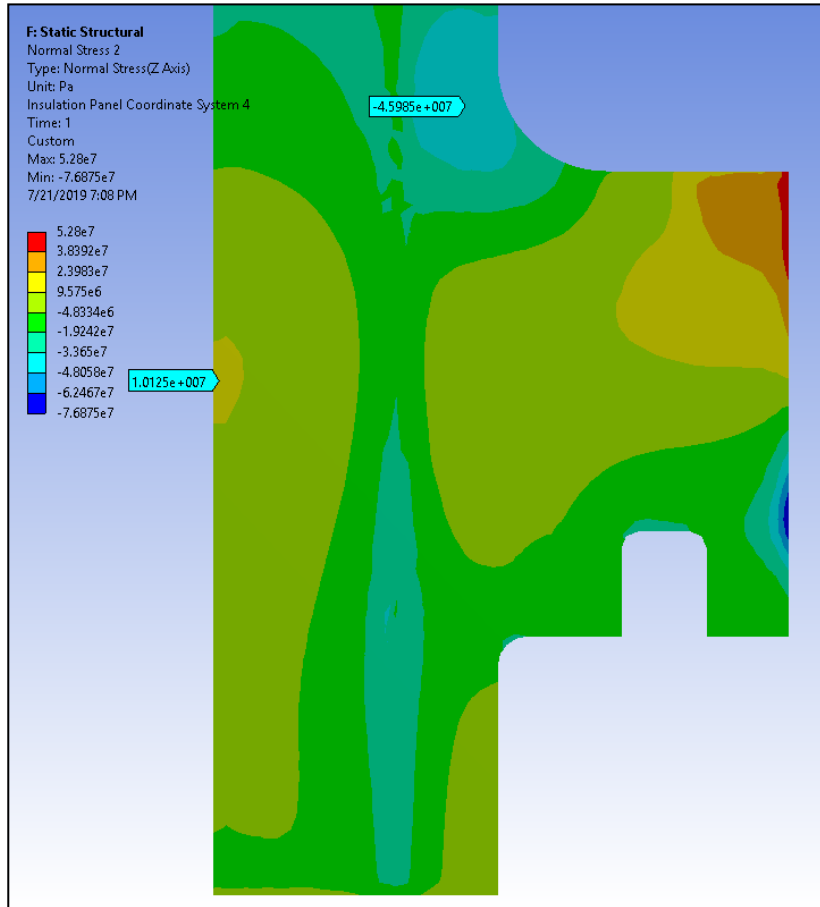 F: Static Structural
Normal Stress 2
Type: Normal Stress(Z Axis)
Unit: Pa
Insulation Panel Coordinate System 4
Time: 1
Custom
Max: 5.28e7
Min: -7.6875e7
7/21/2019 7:08 PM
-4.5985e+007
5.28e7
3.8392e7
2.3983e7
9.575e6
-4.8334e6
-1.9242e7
-3.365e7
-4.8058e7
-6.2467e7
-7.6875e7
1.0125e+007